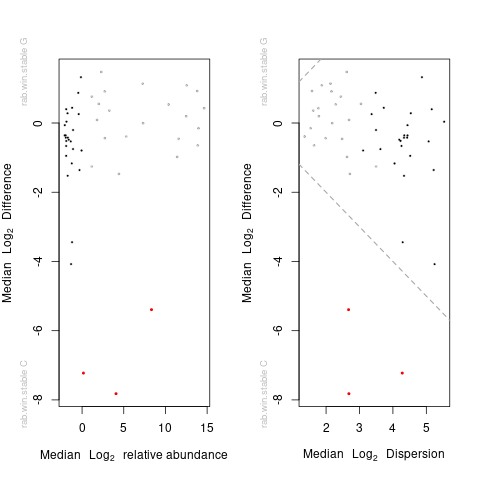 rab.win.stable G
rab.win.stable G
0
-2
-4
-6
-8
0
-2
-4
-6
-8
Median Log2 Difference
Median Log2 Difference
rab.win.stable C
rab.win.stable C
0 5 10 15
2 3 4 5
Median Log2 relative abundance
Median Log2 Dispersion